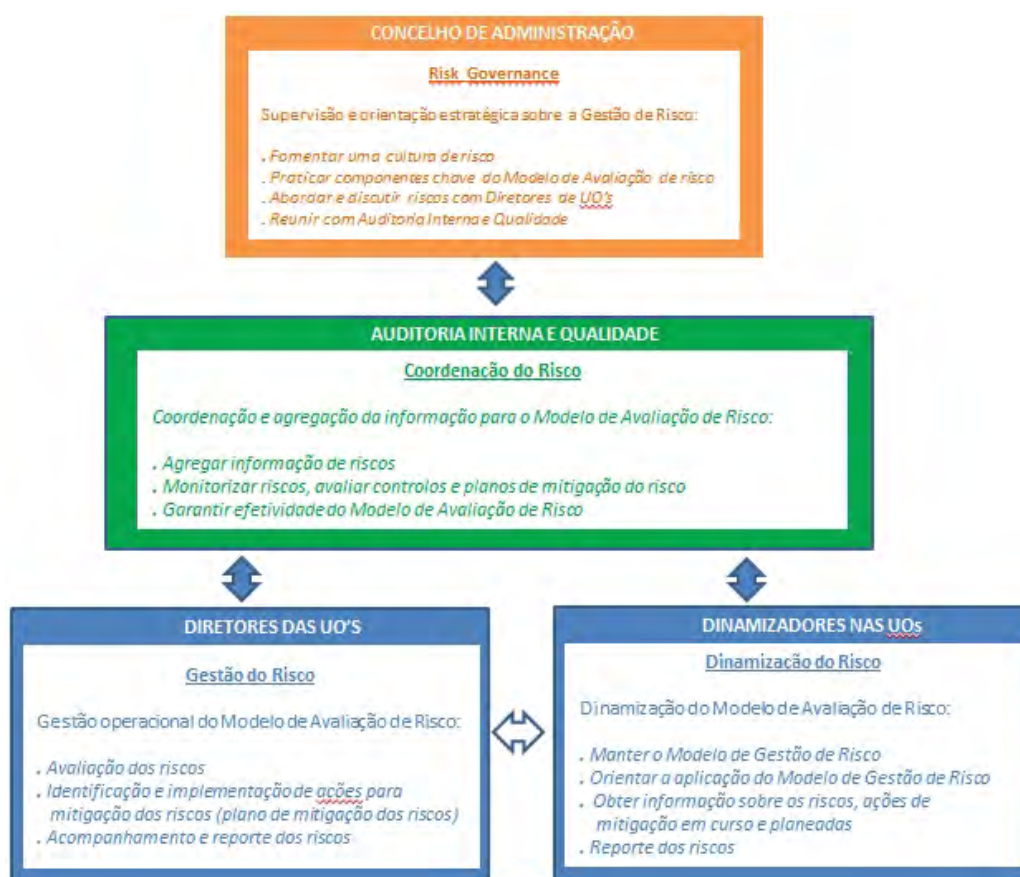 CONCELHO DE ADMINISTRAÇÃO
Risk Governance
Supervisão e orientação estratégica sobre a Gestão de Risco:
. Fomentar uma cultura de risco
. Praticar componentes chave do Modelo de Avaliação de risco
. Abordar e discutir riscos com Diretores de UO's
. Reunir com Auditoria Interna e Qualidade
AUDITORIA INTERNA E QUALIDADE
Coordenação do Risco
Coordenação e agregação da informação para o Modelo de Avaliação de Risco:
. Agregar informação de riscos
. Monitorizar riscos, avaliar controlos e planos de mitigação do risco
. Garantir efetividade do Modelo de Avaliação de Risco
DIRETORES DAS UO'S
Gestão do Risco
Gestão operacional do Modelo de Avaliação de Risco:
. Avaliação dos riscos
. Identificação e implementação de ações para
mitigação dos riscos (plano de mitigação dos riscos)
. Acompanhamento e reporte dos riscos
DINAMIZADORES NAS UOs
Dinamização do Risco
Dinamização do Modelo de Avaliação de Risco:
. Manter o Modelo de Gestão de Risco
. Orientar a aplicação do Modelo de Gestão de Risco
. Obter informação sobre os riscos, ações de
mitigação em curso e planeadas
. Reporte dos riscos